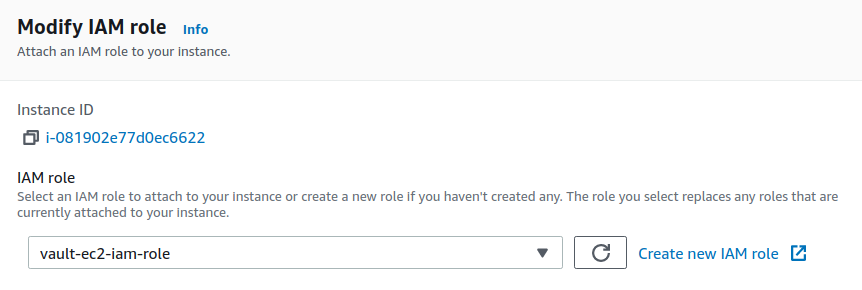 Modify IAM role Info
Attach an IAM role to your instance.
Instance ID
i-081902e77d0ec6622
IAM role
Select an IAM role to attach to your instance or create a new role if you haven't created any. The role you select replaces any roles that are
currently attached to your instance.
vault-ec2-iam-role Create new IAM role